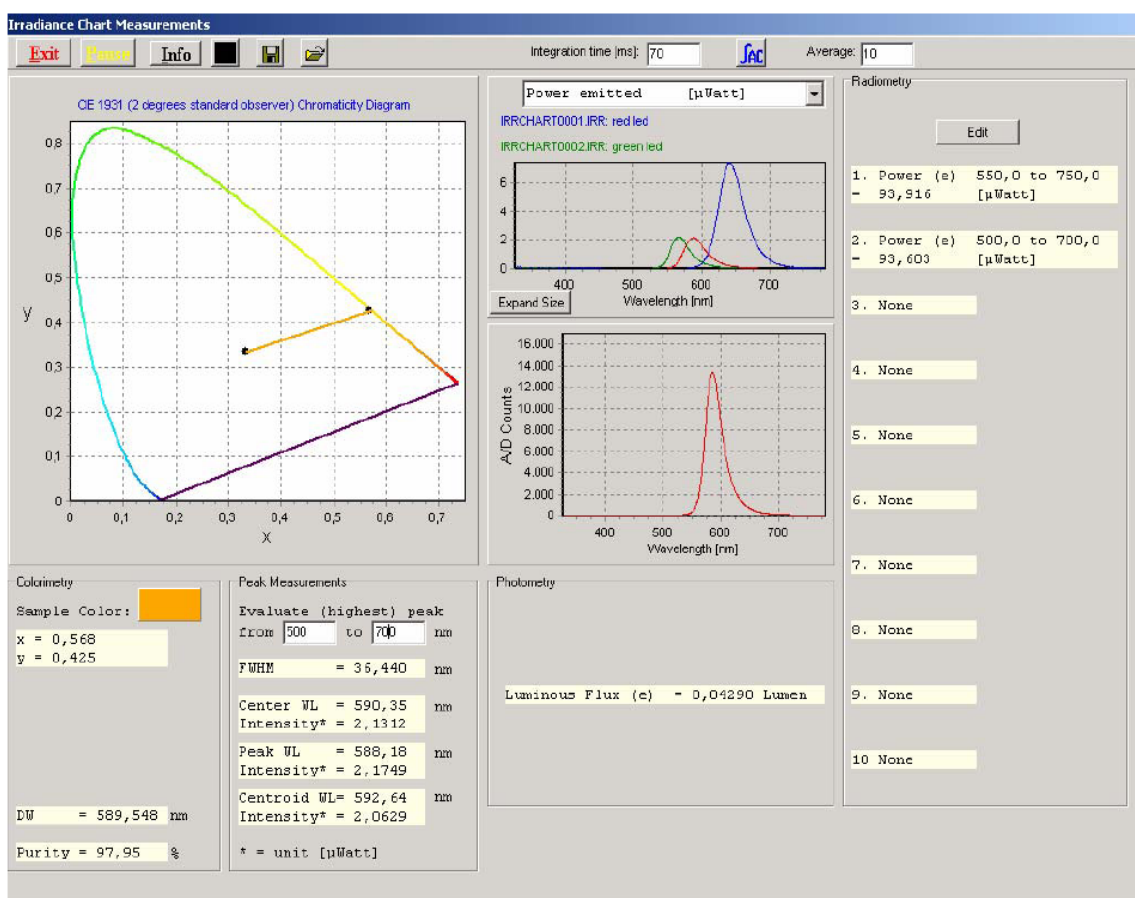 Irradiance Chart Measurements
Exit Pause Info Integration time [ms]: 70 SAC Average: 10
CIE 1931 (2 degrees standard observer) Chromaticity Diagram
0,8
0,7
0,6
0,5
y
0,4
0,3
0,2
0,1
0
0 0,1 0,2 0,3 0,4 0,5 0,6 0,7
x
Power emitted [µWatt]
IRRCHART0001.IRR: red led
IRRCHART0002.IRR: green led
6
4
2
0
400 500 600 700
Expand Size Wavelength [nm]
16.000
14.000
12.000
10.000
8.000
6.000
4.000
2.000
0
A/D Counts
400 500 600 700
Wavelength [nm]
Radiometry
Edit
1. Power (e) 550,0 to 750,0
= 93,916 [µWatt]
2. Power (e) 500,0 to 700,0
= 93,603 [µWatt]
3. None
4. None
5. None
6. None
7. None
8. None
9. None
10 None
Colorimetry
Sample Color:
x = 0,568
y = 0,425
DW = 589,548 nm
Purity = 97,95 %
Peak Measurements
Evaluate (highest) peak
from 500 to 700 nm
FWHM = 36,440 nm
Center WL = 590,35 nm
Intensity* = 2,1312
Peak WL = 588,18 nm
Intensity* = 2,1749
Centroid WL= 592,64 nm
Intensity* = 2,0629
* = unit [µWatt]
Photometry
Luminous Flux (e) = 0,04290 Lumen